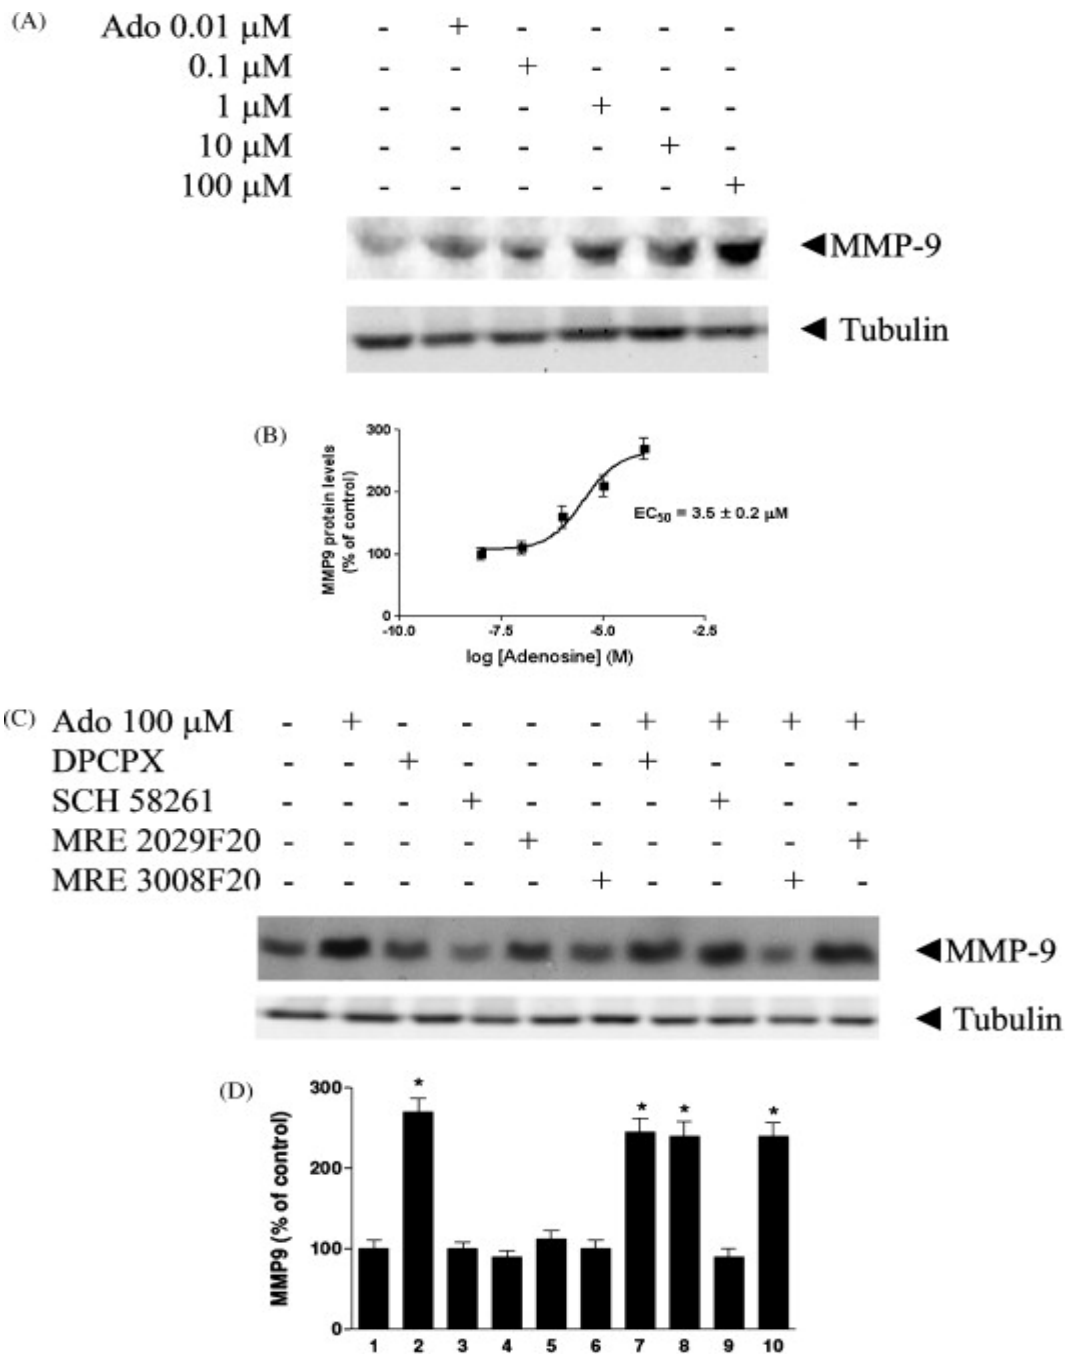 (A) Ado 0.01 μM - + - - - -
0.1 μM - - + - - -
1 μM - - - + - -
10 μM - - - - + -
100 μM - - - - - +
◄MMP-9
◄ Tubulin
(B)
MMP9 protein levels
(% of control)
300
200
100
0
EC50 = 3.5 ± 0.2 μM
-10.0 -7.5 -5.0 -2.5
log [Adenosine] (M)
(C) Ado 100 μM - + - - - - + + + +
DPCPX - - + - - - + - - -
SCH 58261 - - - + - - - + - -
MRE 2029F20 - - - - + - - - - +
MRE 3008F20 - - - - - + - - + -
◄MMP-9
◄ Tubulin
(D)
MMP9 (% of control)
300
200
100
0
* * * *
1 2 3 4 5 6 7 8 9 10